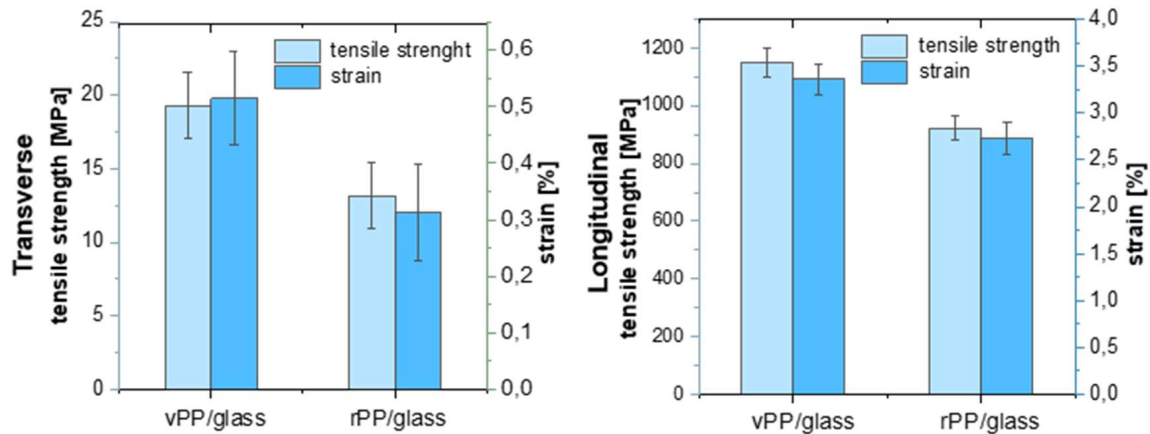 Transverse
tensile strength [MPa]
25
20
15
10
5
0
tensile strenght
strain
0,6
0,5
0,4
0,3
0,2
0,1
0,0
strain [%]
vPP/glass
rPP/glass
Longitudinal
tensile strength [MPa]
1200
1000
800
600
400
200
0
tensile strength
strain
4,0
3,5
3,0
2,5
2,0
1,5
1,0
0,5
0,0
strain [%]
vPP/glass
rPP/glass